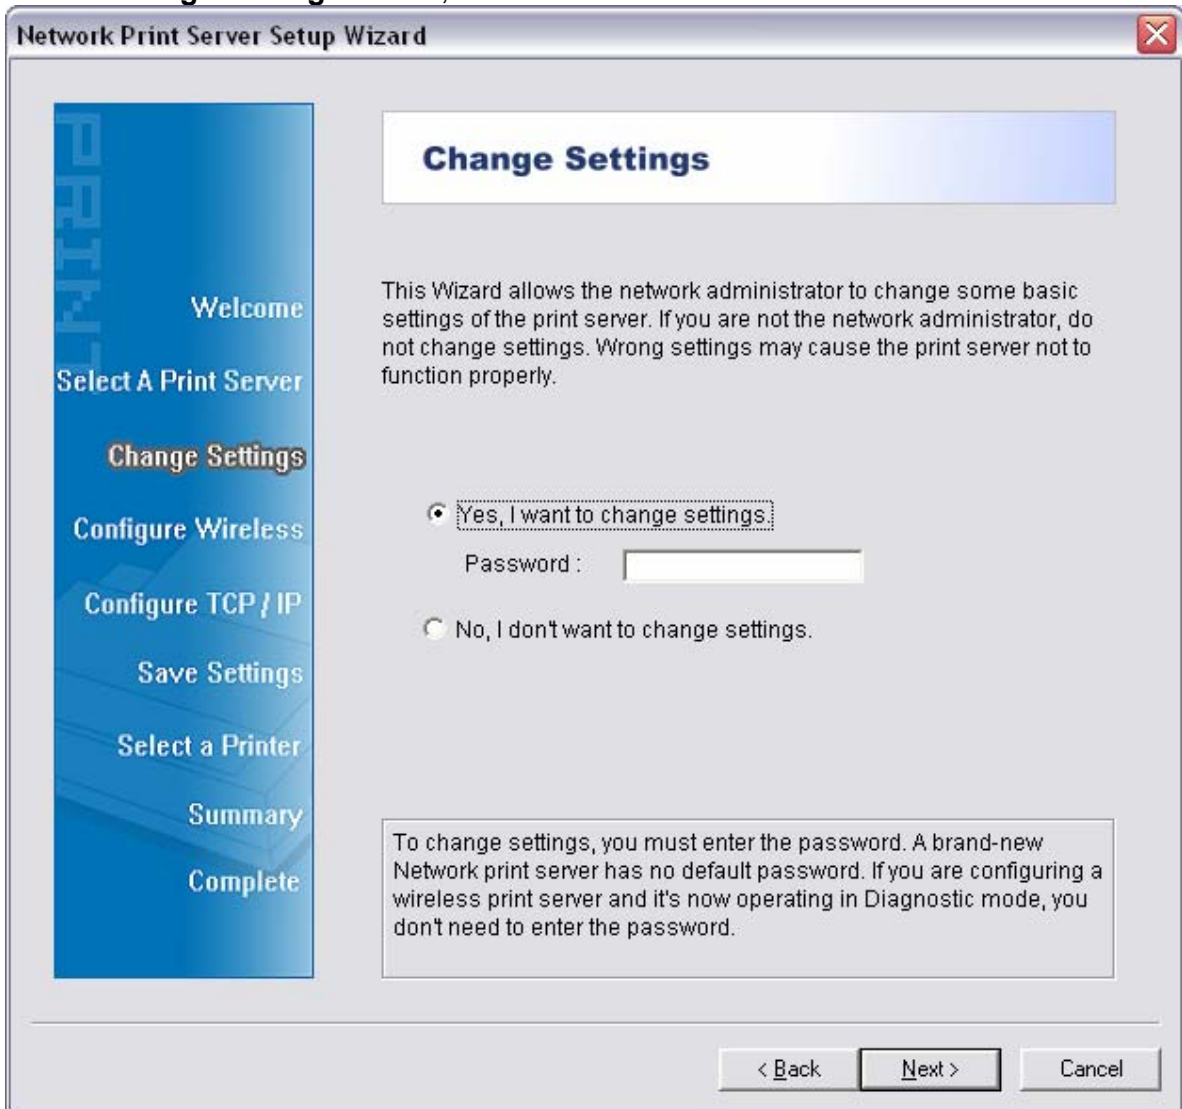 Network Print Server Setup Wizard
PRINT
Welcome
Select A Print Server
Change Settings
Configure Wireless
Configure TCP / IP
Save Settings
Select a Printer
Summary
Complete
Change Settings
This Wizard allows the network administrator to change some basic
settings of the print server. If you are not the network administrator, do
not change settings. Wrong settings may cause the print server not to
function properly.
Yes, I want to change settings.
Password :
No, I don't want to change settings.
To change settings, you must enter the password. A brand-new
Network print server has no default password. If you are configuring a
wireless print server and it's now operating in Diagnostic mode, you
don't need to enter the password.
< Back
Next >
Cancel